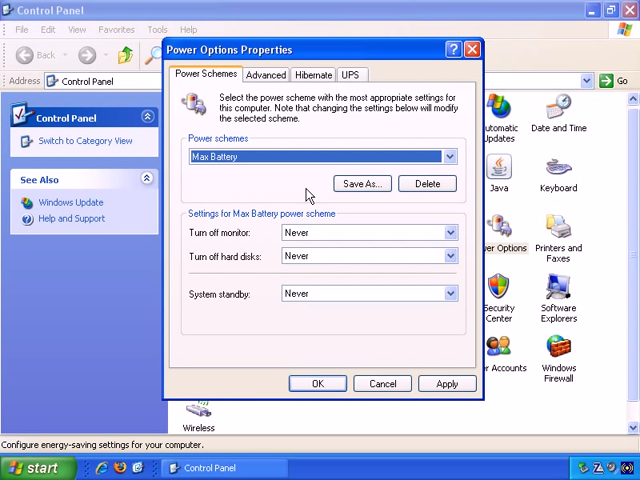 Control Panel
File Edit View Favorites Tools Help
Back
Address Control Panel Go
Control Panel
Switch to Category View
See Also
Windows Update
Help and Support
Power Options Properties
Power Schemes Advanced Hibernate UPS
Select the power scheme with the most appropriate settings for
this computer. Note that changing the settings below will modify
the selected scheme.
Power schemes
Max Battery
Save As... Delete
Settings for Max Battery power scheme
Turn off monitor: Never
Turn off hard disks: Never
System standby: Never
OK Cancel Apply
utomatic
Updates
Date and Time
Java
Keyboard
wer Options
Printers and
Faxes
Security
Center
Software
Explorers
er Accounts
Windows
Firewall
Wireless
Configure energy-saving settings for your computer.
start Control Panel